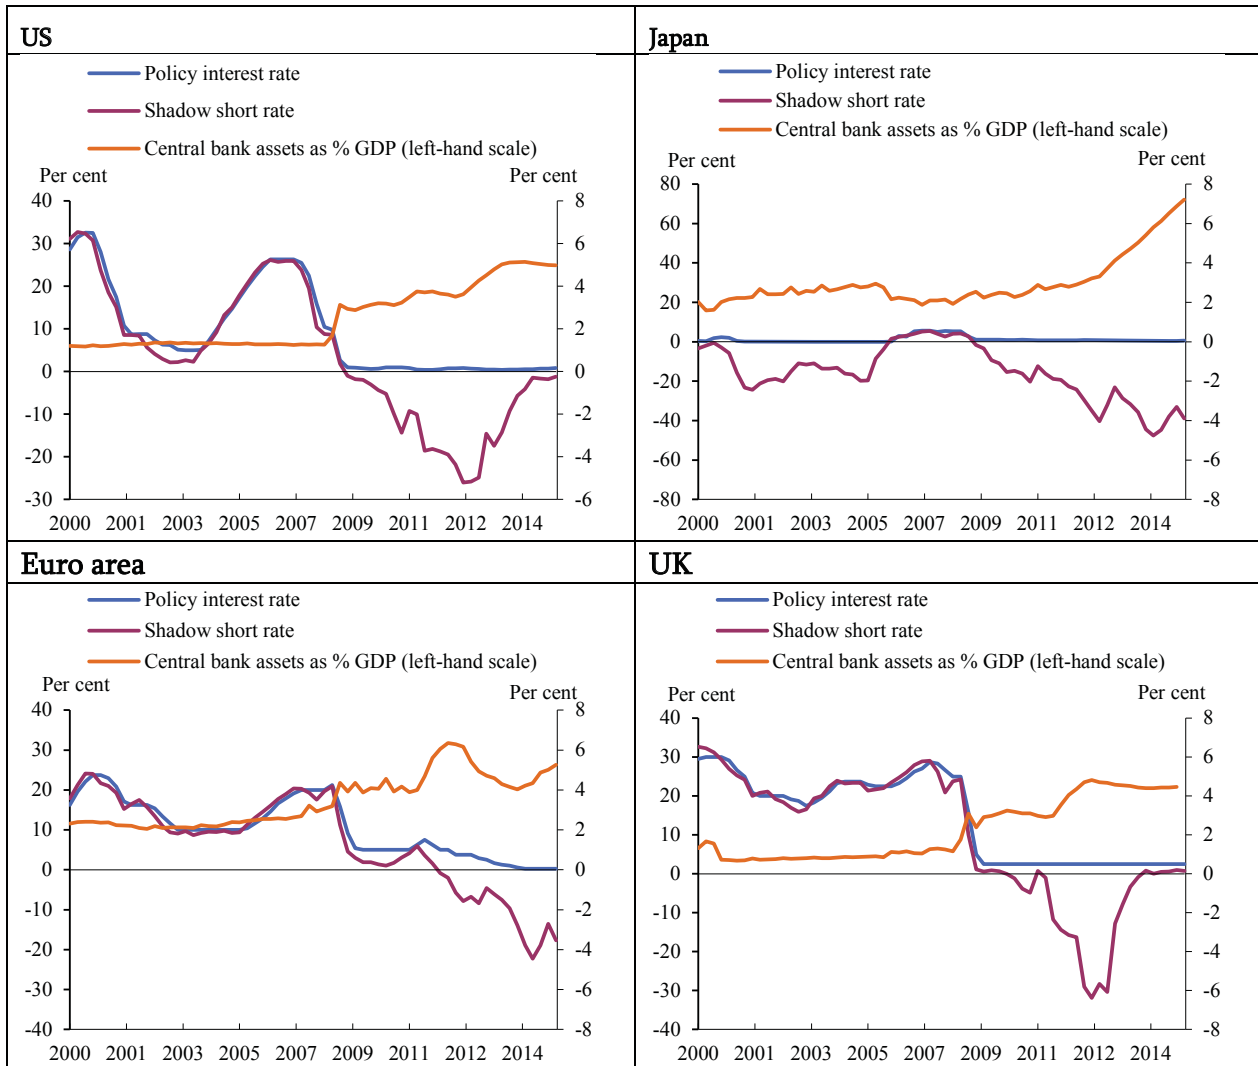 US
Policy interest rate
Shadow short rate
Central bank assets as % GDP (left-hand scale)
Per cent Per cent
40 8
30 6
20 4
10 2
0 0
-10 -2
-20 -4
-30 -6
2000 2001 2003 2005 2007 2009 2011 2012 2014
Japan
Policy interest rate
Shadow short rate
Central bank assets as % GDP (left-hand scale)
Per cent Per cent
80 8
60 6
40 4
20 2
0 0
-20 -2
-40 -4
-60 -6
-80 -8
2000 2001 2003 2005 2007 2009 2011 2012 2014
Euro area
Policy interest rate
Shadow short rate
Central bank assets as % GDP (left-hand scale)
Per cent Per cent
40 8
30 6
20 4
10 2
0 0
-10 -2
-20 -4
-30 -6
-40 -8
2000 2001 2003 2005 2007 2009 2011 2012 2014
UK
Policy interest rate
Shadow short rate
Central bank assets as % GDP (left-hand scale)
Per cent Per cent
40 8
30 6
20 4
10 2
0 0
-10 -2
-20 -4
-30 -6
-40 -8
2000 2001 2003 2005 2007 2009 2011 2012 2014